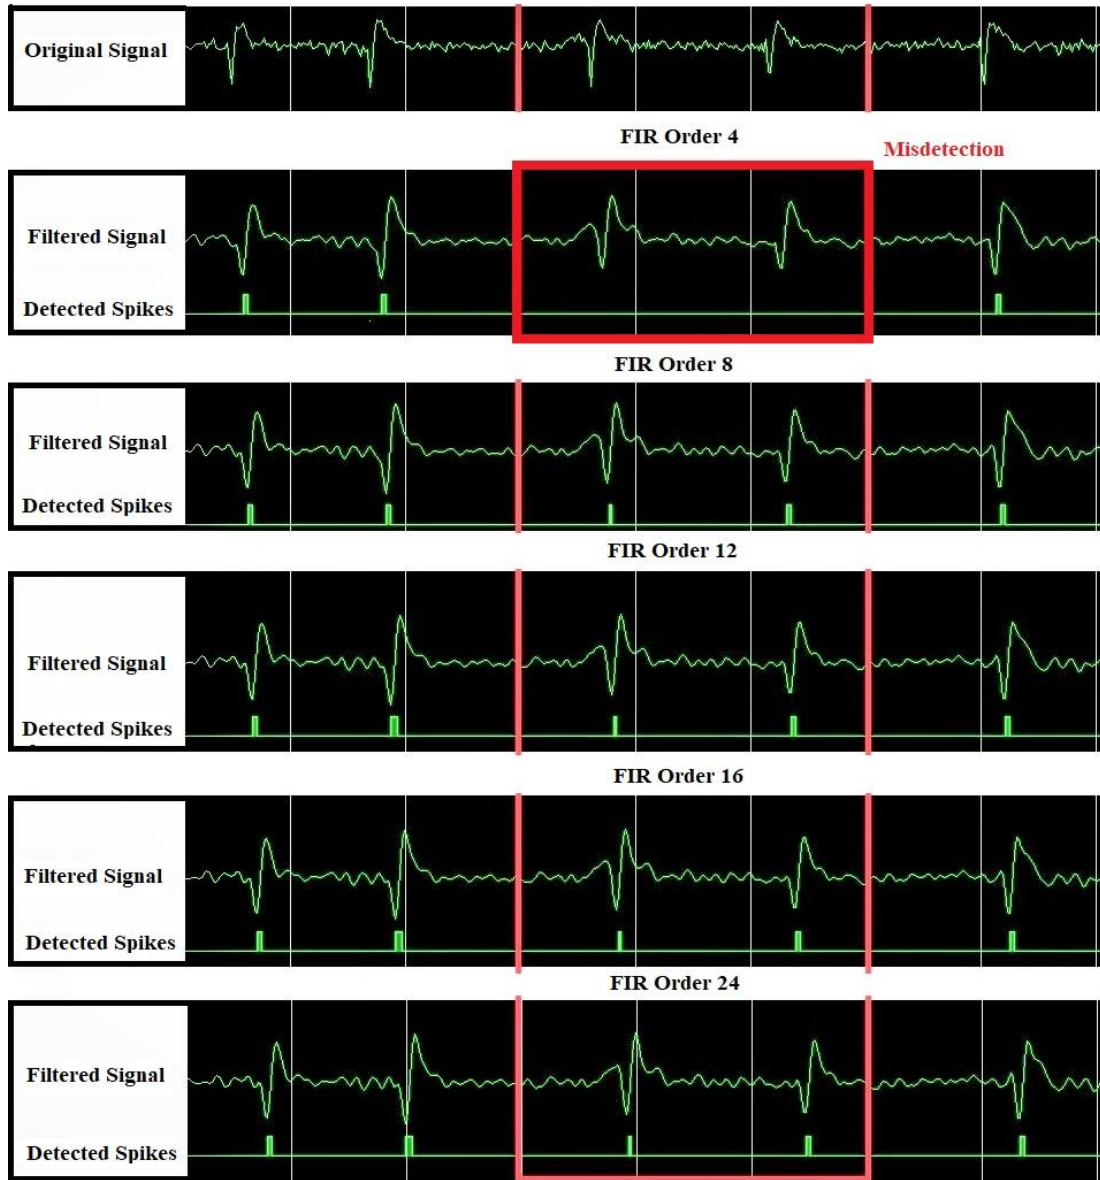 Original Signal
FIR Order 4
Misdetection
Filtered Signal
Detected Spikes
FIR Order 8
Filtered Signal
Detected Spikes
FIR Order 12
Filtered Signal
Detected Spikes
FIR Order 16
Filtered Signal
Detected Spikes
FIR Order 24
Filtered Signal
Detected Spikes